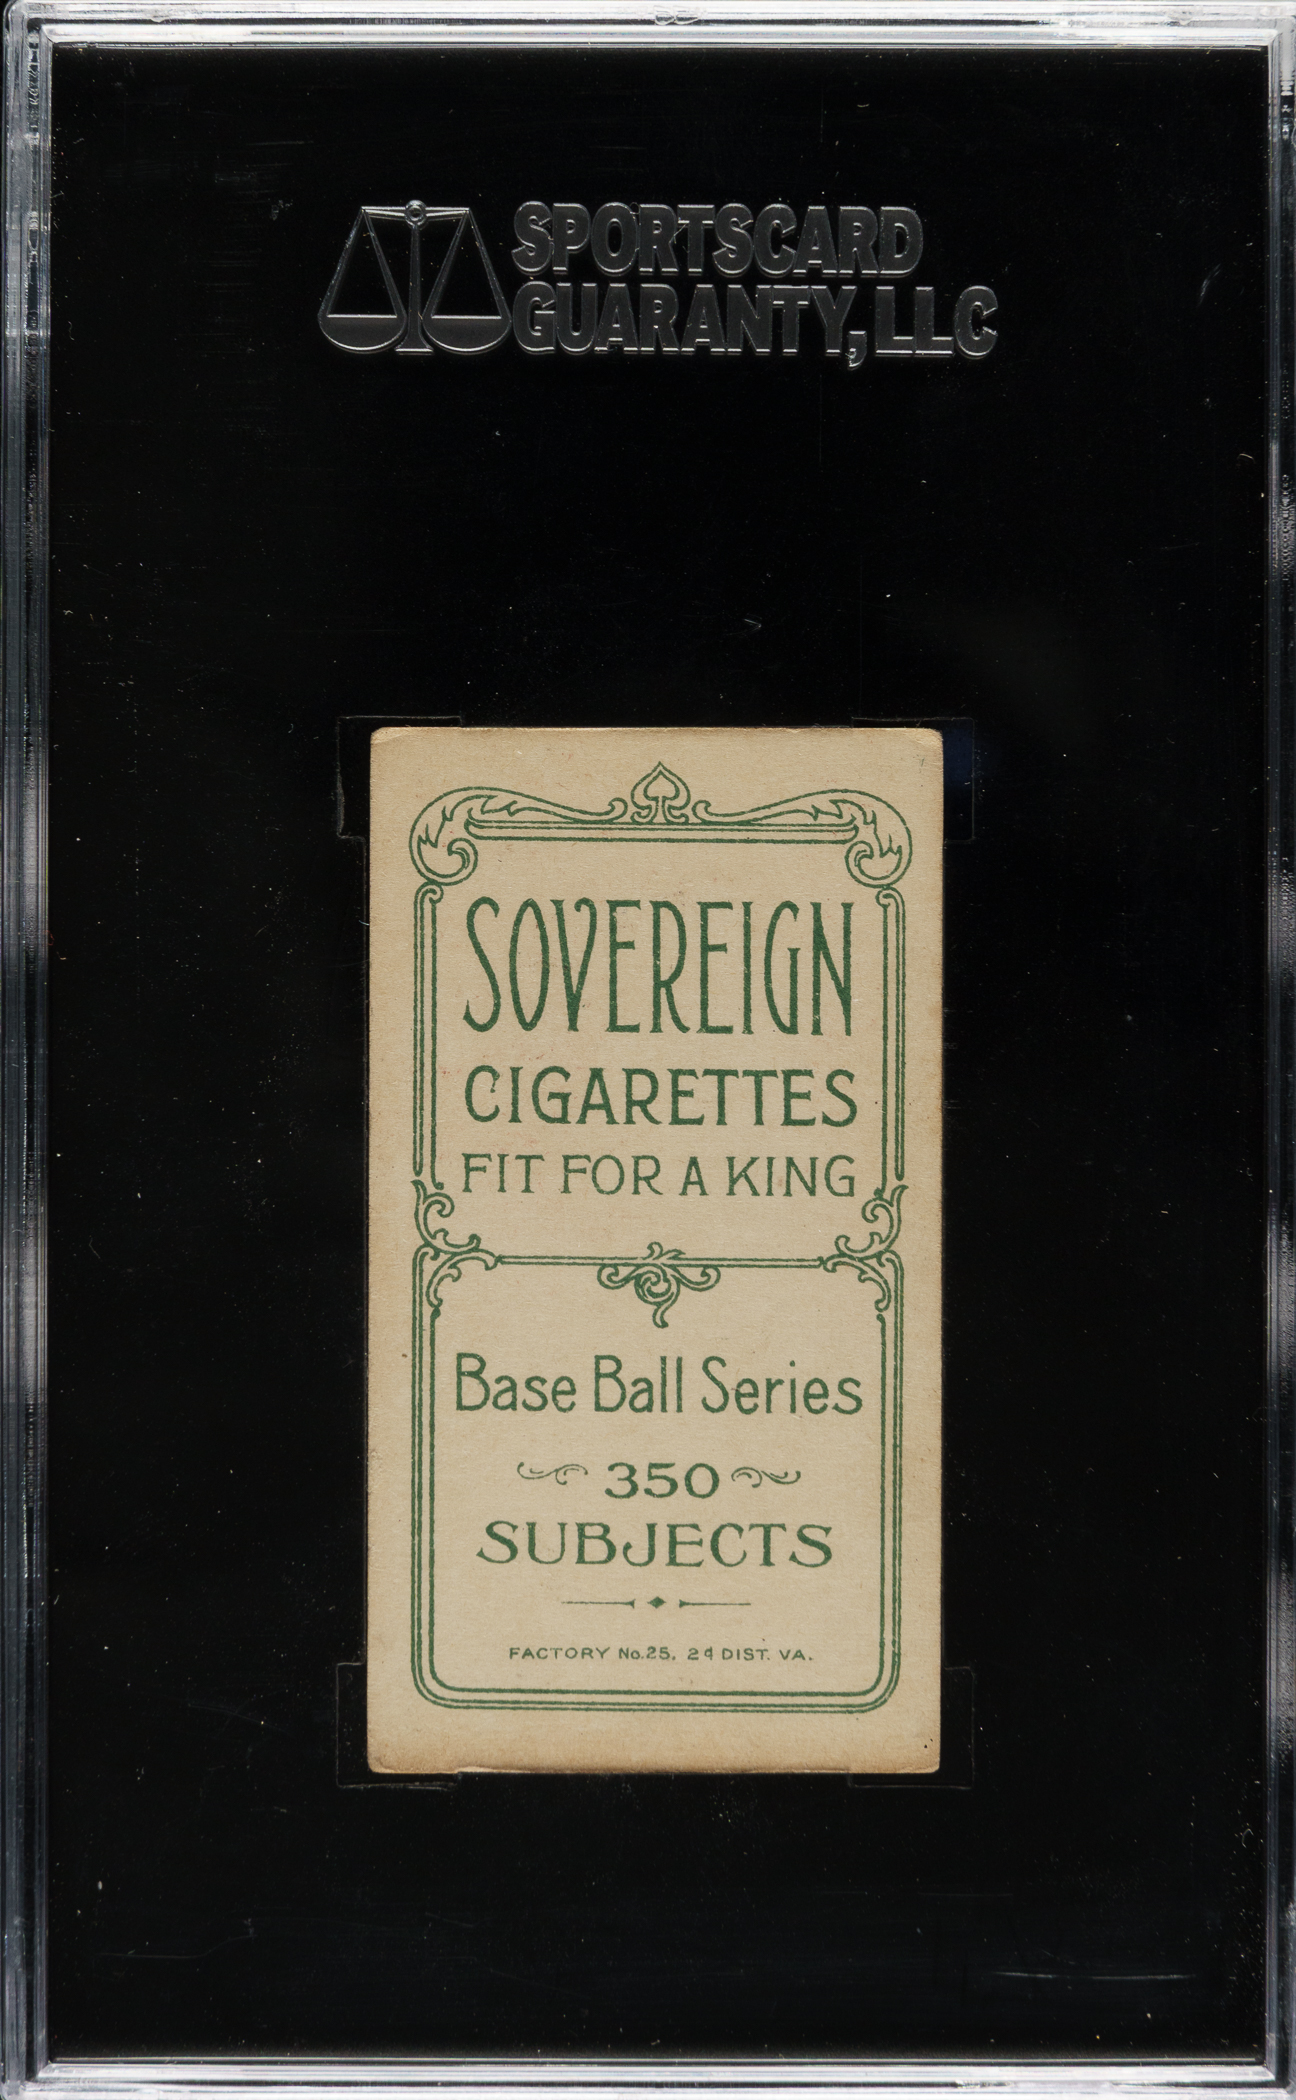 SPORTSCARD
GUARANTY, LLC
SOVEREIGN
CIGARETTES
FIT FOR A KING
Base Ball Series
350
SUBJECTS
FACTORY No. 25, 2d DIST. VA.